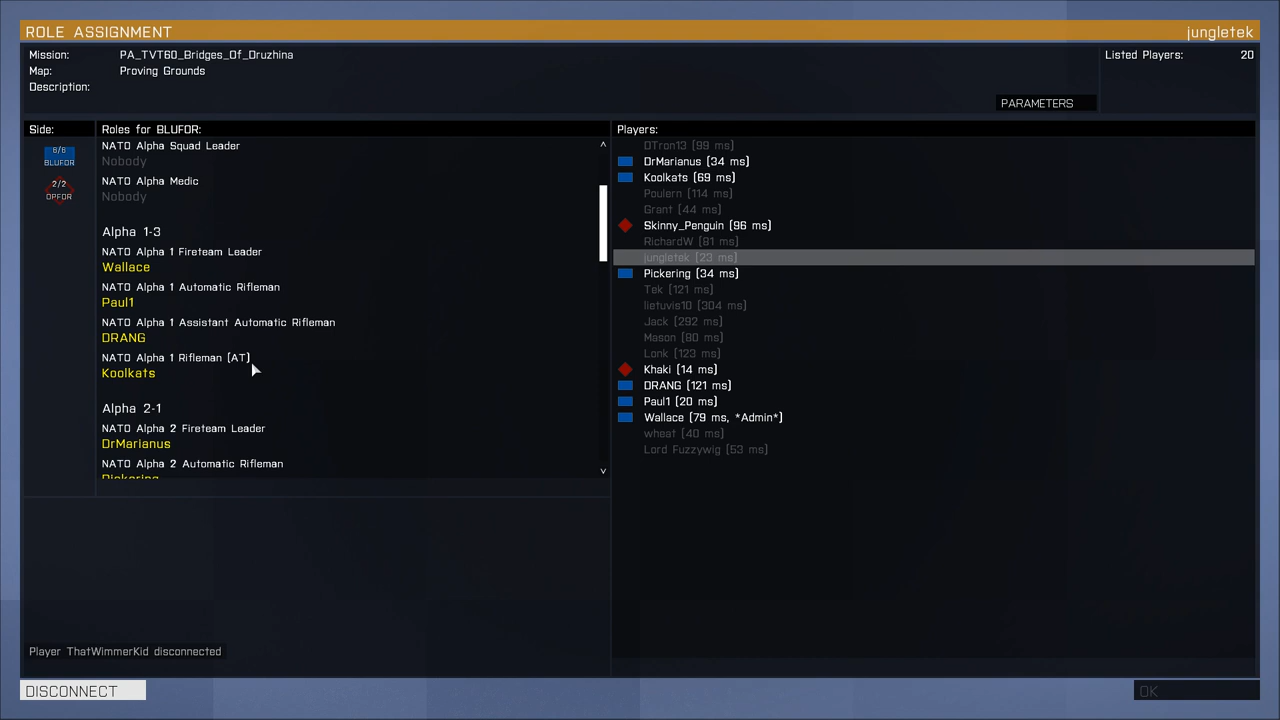 ROLE ASSIGNMENT
jungletek
Mission: PA_TVT60_Bridges_Of_Druzhina
Map: Proving Grounds
Description:
Listed Players: 20
PARAMETERS
Side:
6/6
BLUFOR
2/2
OPFOR
Roles for BLUFOR:
NATO Alpha Squad Leader
Nobody
NATO Alpha Medic
Nobody
Alpha 1-3
NATO Alpha 1 Fireteam Leader
Wallace
NATO Alpha 1 Automatic Rifleman
Paul1
NATO Alpha 1 Assistant Automatic Rifleman
DRANG
NATO Alpha 1 Rifleman (AT)
Koolkats
Alpha 2-1
NATO Alpha 2 Fireteam Leader
DrMarianus
NATO Alpha 2 Automatic Rifleman
Pickering
Players:
DTron13 (99 ms)
DrMarianus (34 ms)
Koolkats (69 ms)
Poulern (114 ms)
Grant (44 ms)
Skinny_Penguin (96 ms)
RichardW (81 ms)
jungletek (23 ms)
Pickering (34 ms)
Tek (121 ms)
lietuvis10 (304 ms)
Jack (292 ms)
Mason (80 ms)
Lonk (123 ms)
Khaki (14 ms)
DRANG (121 ms)
Paul1 (20 ms)
Wallace (79 ms, *Admin*)
wheat (40 ms)
Lord Fuzzywig (53 ms)
Player ThatWimmerKid disconnected
DISCONNECT
OK